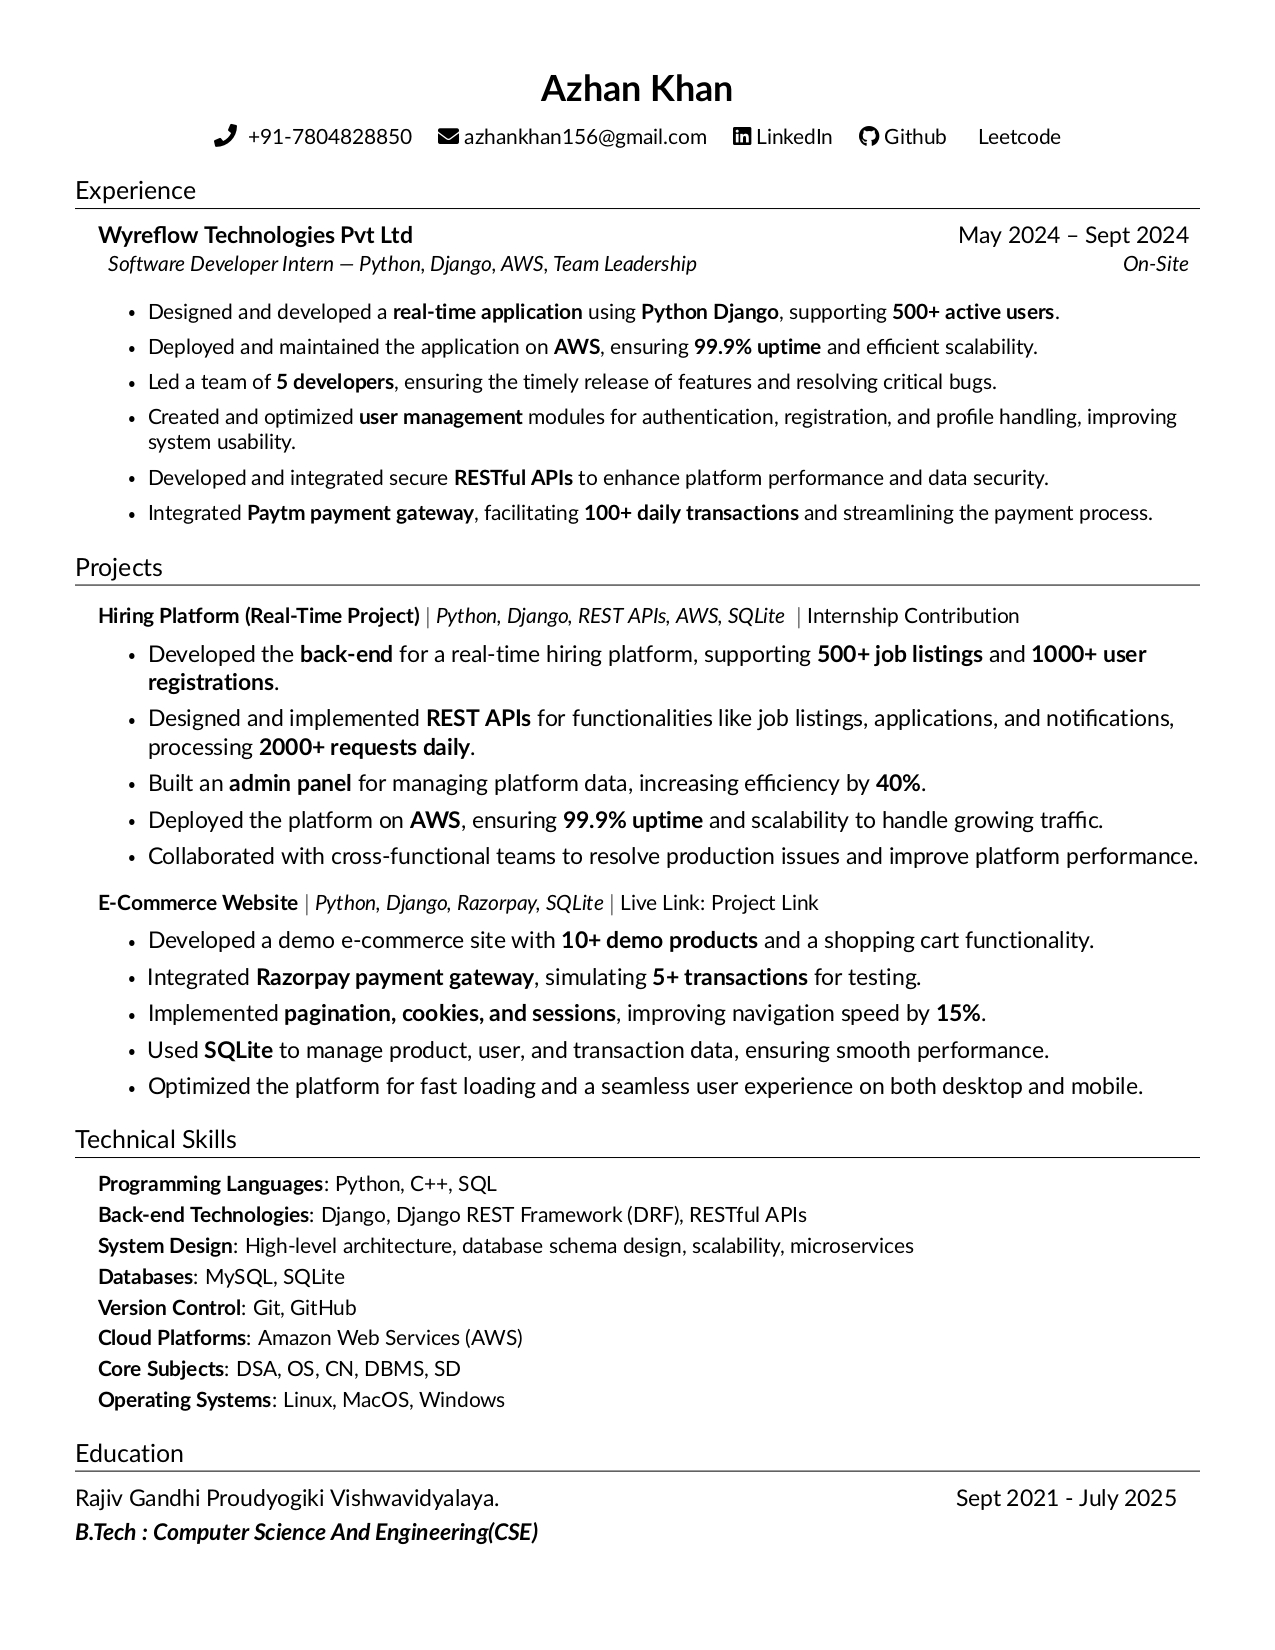 Azhan Khan
+91-7804828850 azhankhan156@gmail.com LinkedIn Github Leetcode
Experience
Wyreflow Technologies Pvt Ltd May 2024 – Sept 2024
Software Developer Intern — Python, Django, AWS, Team Leadership On-Site
• Designed and developed a real-time application using Python Django, supporting 500+ active users.
• Deployed and maintained the application on AWS, ensuring 99.9% uptime and efficient scalability.
• Led a team of 5 developers, ensuring the timely release of features and resolving critical bugs.
• Created and optimized user management modules for authentication, registration, and profile handling, improving
system usability.
• Developed and integrated secure RESTful APIs to enhance platform performance and data security.
• Integrated Paytm payment gateway, facilitating 100+ daily transactions and streamlining the payment process.
Projects
Hiring Platform (Real-Time Project) | Python, Django, REST APIs, AWS, SQLite | Internship Contribution
• Developed the back-end for a real-time hiring platform, supporting 500+ job listings and 1000+ user
registrations.
• Designed and implemented REST APIs for functionalities like job listings, applications, and notifications,
processing 2000+ requests daily.
• Built an admin panel for managing platform data, increasing efficiency by 40%.
• Deployed the platform on AWS, ensuring 99.9% uptime and scalability to handle growing traffic.
• Collaborated with cross-functional teams to resolve production issues and improve platform performance.
E-Commerce Website | Python, Django, Razorpay, SQLite | Live Link: Project Link
• Developed a demo e-commerce site with 10+ demo products and a shopping cart functionality.
• Integrated Razorpay payment gateway, simulating 5+ transactions for testing.
• Implemented pagination, cookies, and sessions, improving navigation speed by 15%.
• Used SQLite to manage product, user, and transaction data, ensuring smooth performance.
• Optimized the platform for fast loading and a seamless user experience on both desktop and mobile.
Technical Skills
Programming Languages: Python, C++, SQL
Back-end Technologies: Django, Django REST Framework (DRF), RESTful APIs
System Design: High-level architecture, database schema design, scalability, microservices
Databases: MySQL, SQLite
Version Control: Git, GitHub
Cloud Platforms: Amazon Web Services (AWS)
Core Subjects: DSA, OS, CN, DBMS, SD
Operating Systems: Linux, MacOS, Windows
Education
Rajiv Gandhi Proudyogiki Vishwavidyalaya. Sept 2021 - July 2025
B.Tech : Computer Science And Engineering(CSE)